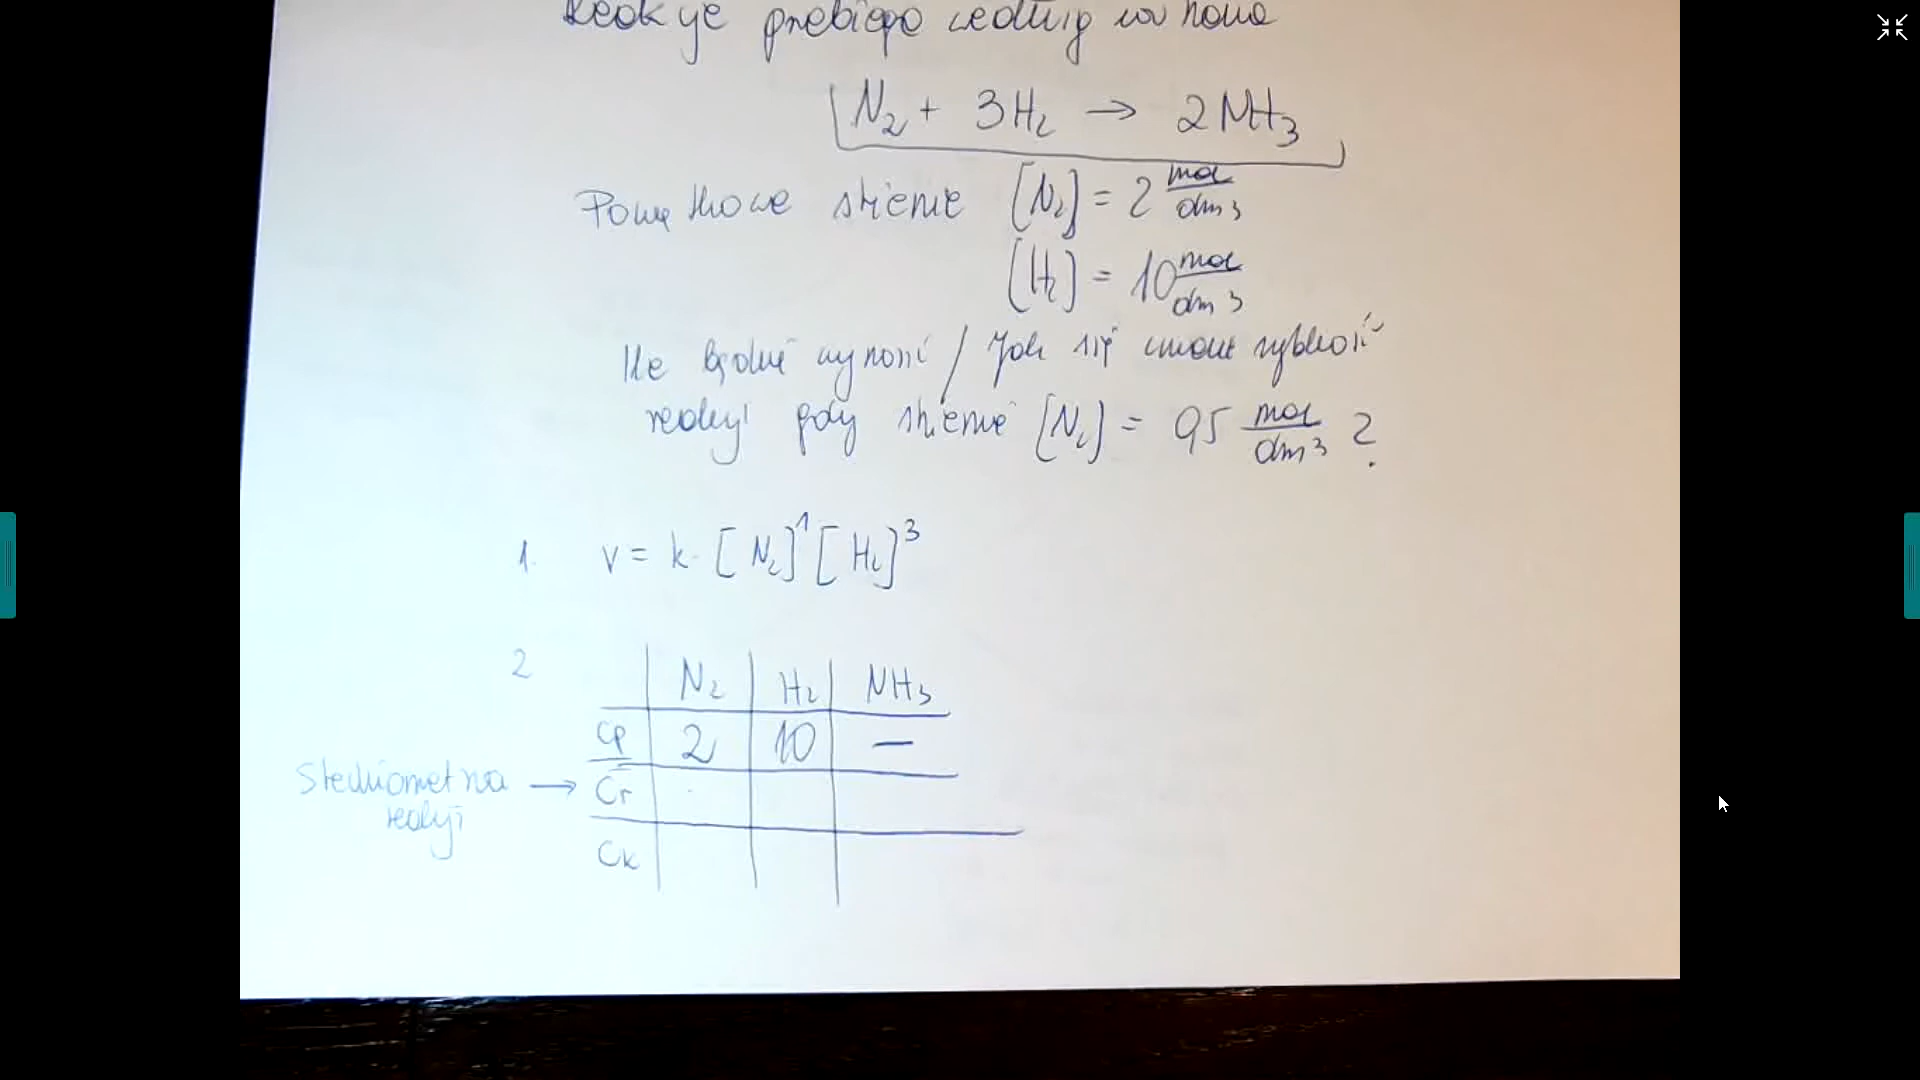 Reakcje przebiega według równania
N2 + 3H2 → 2NH3
Początkowe stężenie [N2] = 2 mol/dm3
[H2] = 10 mol/dm3
Ile będzie wynosić / Jak się zmieni szybkość
reakcji gdy stężenie [N2] = 0,5 mol/dm3 ?
1. v = k · [N2]^1 [H2]^3
2
N2 | H2 | NH3
Cp | 2 | 10 | —
Stechiometria reakcji → Cr
Ck